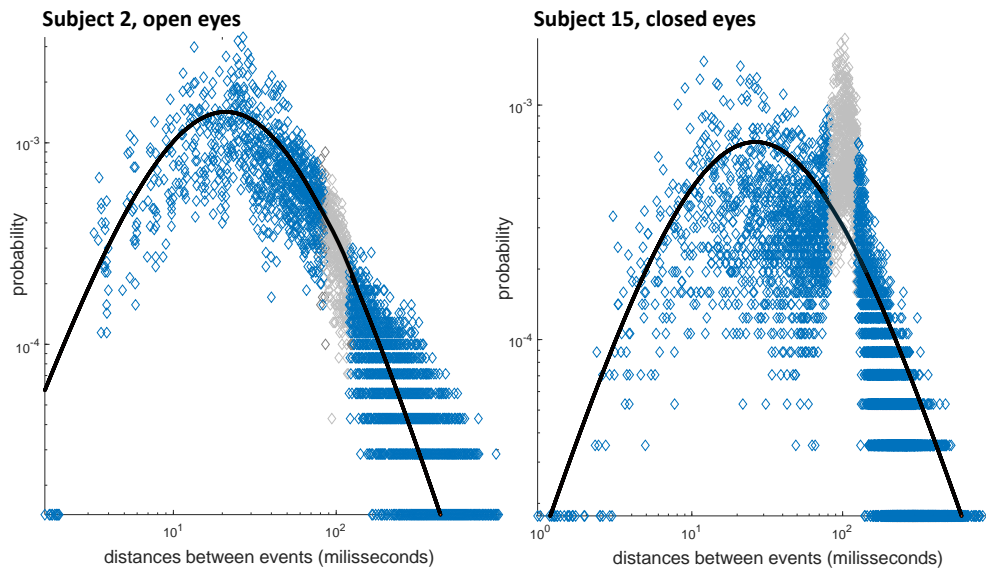 Subject 2, open eyes
probability
10^-3
10^-4
10^1
10^2
distances between events (milisseconds)
Subject 15, closed eyes
probability
10^-3
10^-4
10^0
10^1
10^2
distances between events (milisseconds)